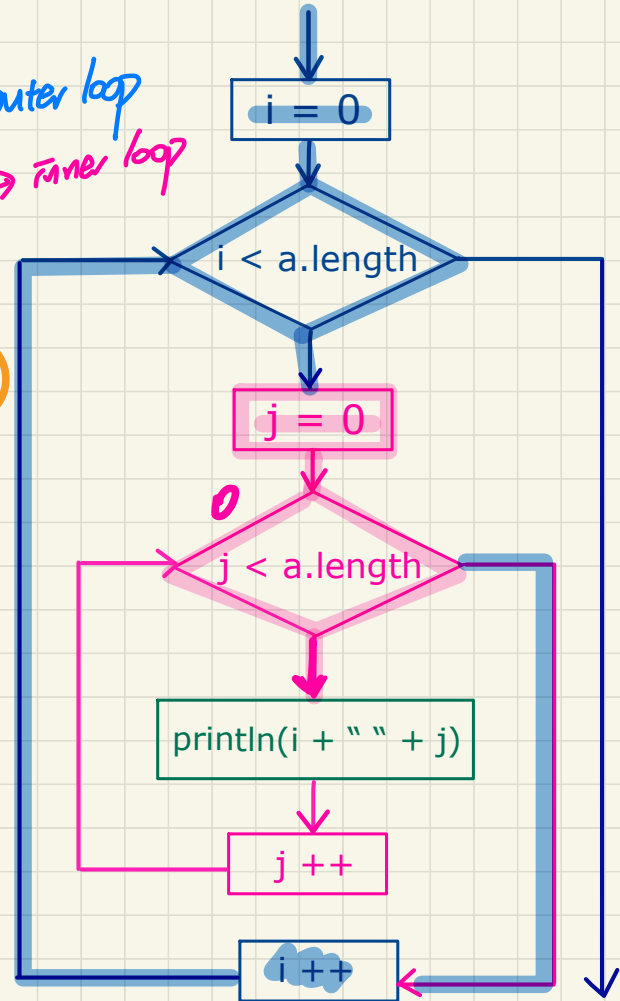 i = 0
outer loop
→ inner loop
i < a.length
j = 0
0
j < a.length
println(i + “ “ + j)
j ++
i ++